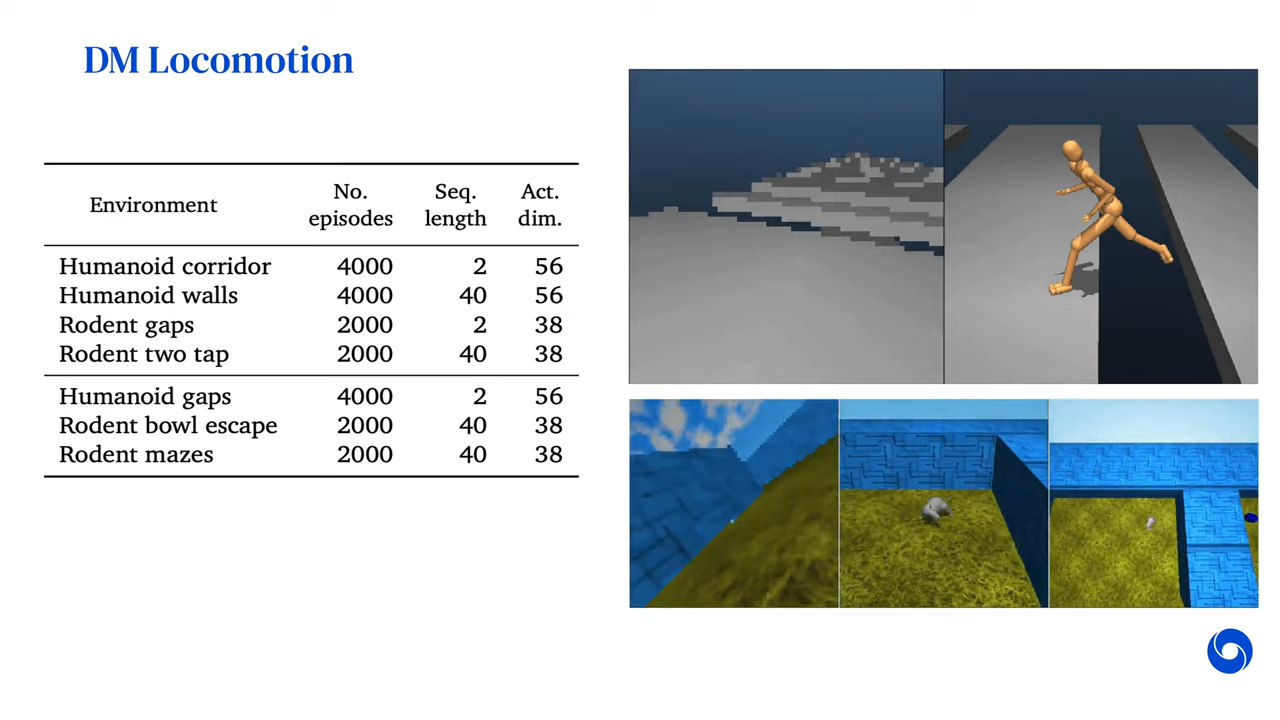 DM Locomotion
Environment No. episodes Seq. length Act. dim.
Humanoid corridor 4000 2 56
Humanoid walls 4000 40 56
Rodent gaps 2000 2 38
Rodent two tap 2000 40 38
Humanoid gaps 4000 2 56
Rodent bowl escape 2000 40 38
Rodent mazes 2000 40 38